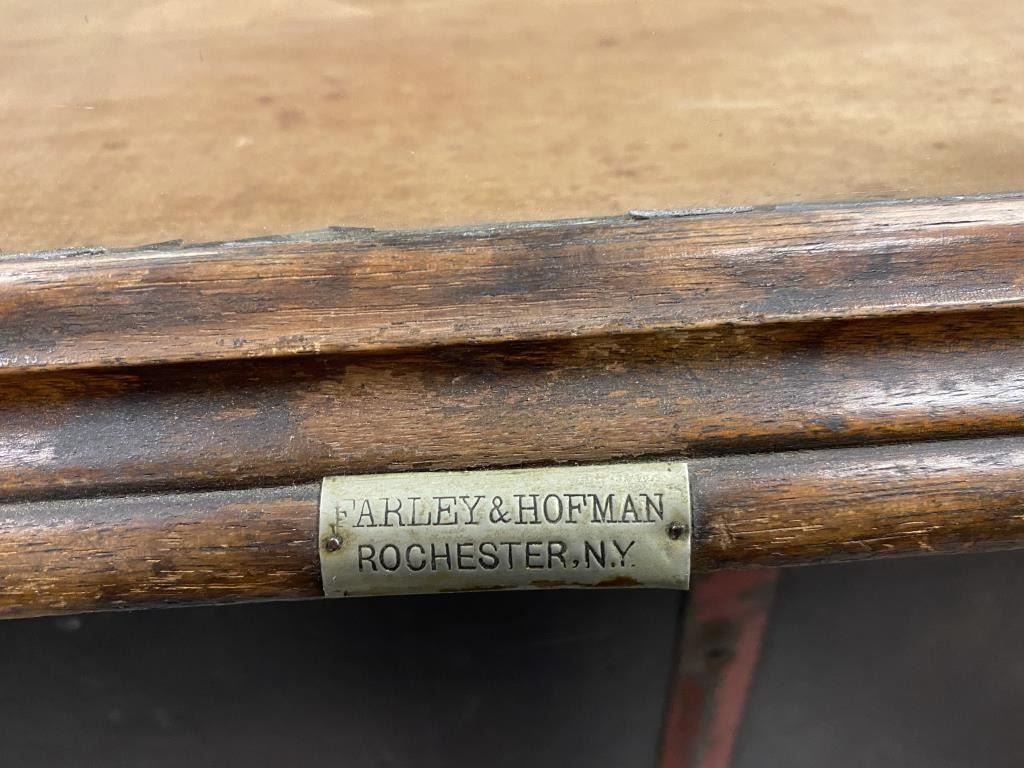 FARLEY & HOFMAN
ROCHESTER, N.Y.